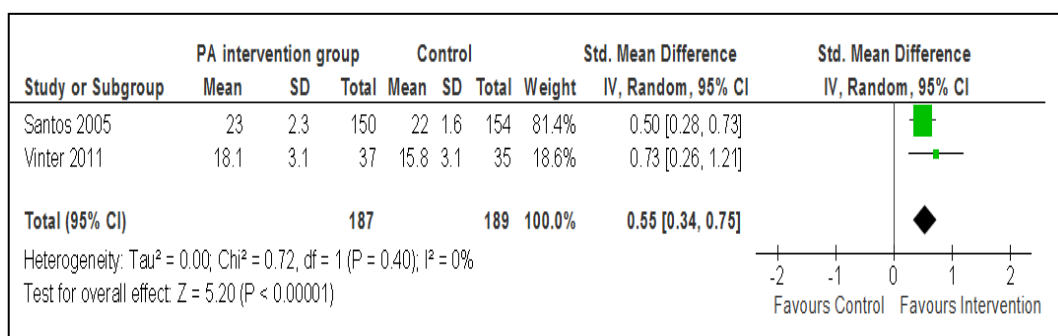 PA intervention group Control Std. Mean Difference Std. Mean Difference
Study or Subgroup Mean SD Total Mean SD Total Weight IV, Random, 95% CI IV, Random, 95% CI
Santos 2005 23 2.3 150 22 1.6 154 81.4% 0.50 [0.28, 0.73]
Vinter 2011 18.1 3.1 37 15.8 3.1 35 18.6% 0.73 [0.26, 1.21]
Total (95% CI) 187 189 100.0% 0.55 [0.34, 0.75]
Heterogeneity: Tau² = 0.00; Chi² = 0.72, df = 1 (P = 0.40); I² = 0%
Test for overall effect: Z = 5.20 (P < 0.00001)
-2 -1 0 1 2
Favours Control Favours Intervention